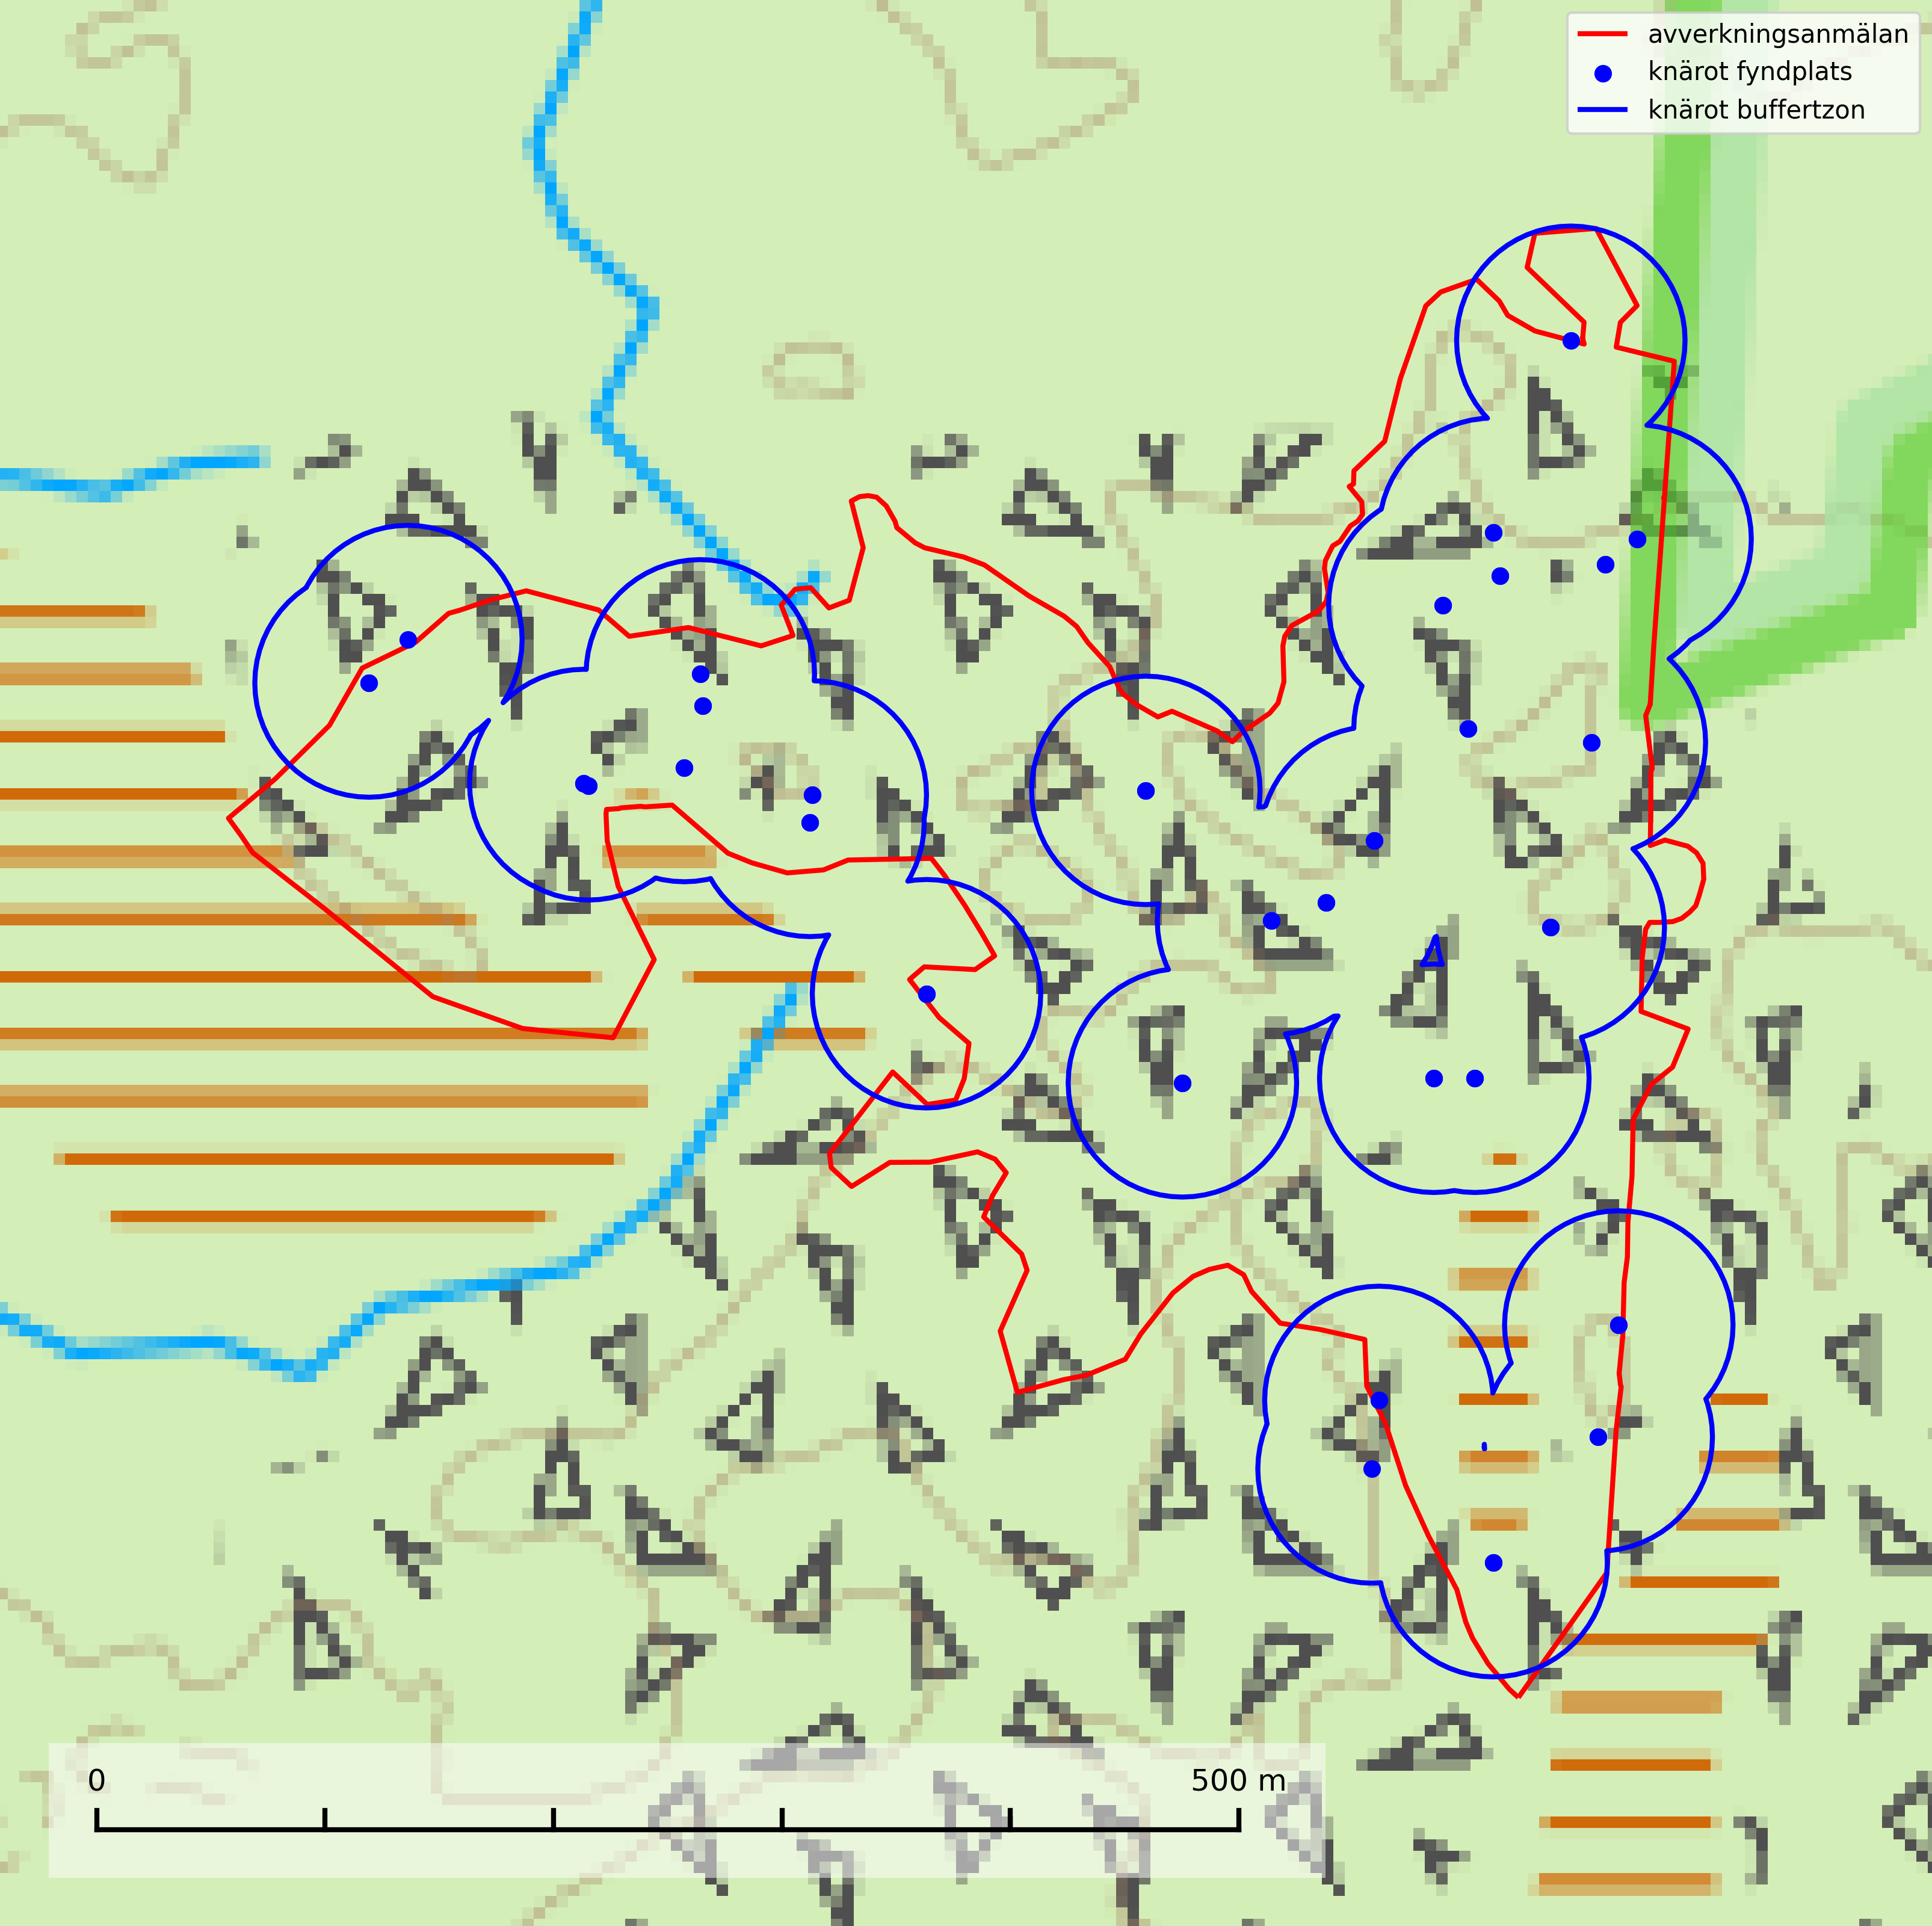 avverkningsanmälan
knärot fyndplats
knärot buffertzon
0
500 m